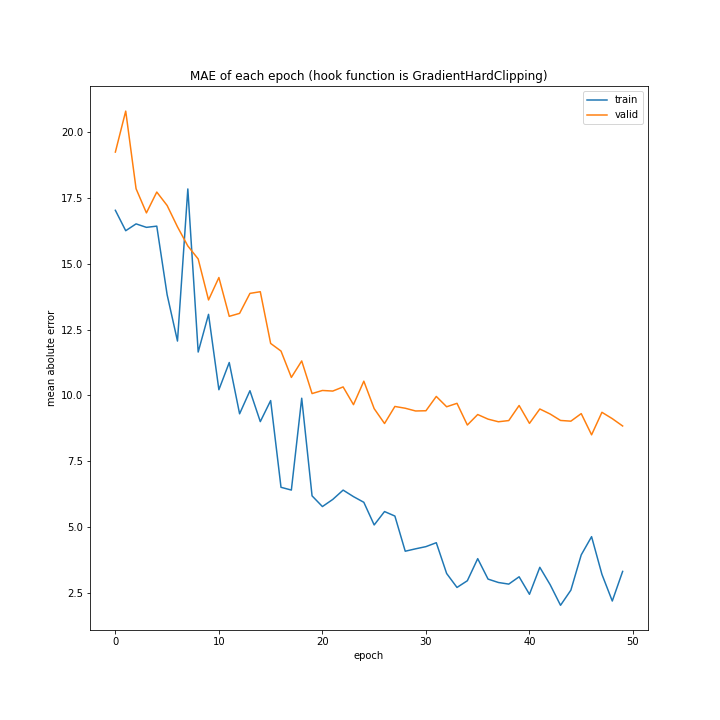 MAE of each epoch (hook function is GradientHardClipping)
train
valid
20.0
17.5
15.0
12.5
10.0
7.5
5.0
2.5
mean abolute error
0 10 20 30 40 50
epoch